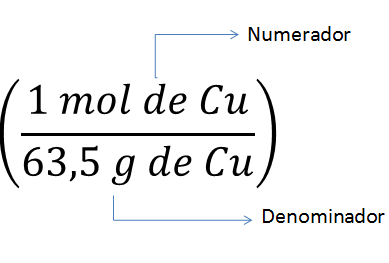 Numerador
1 mol de Cu
63,5 g de Cu
Denominador